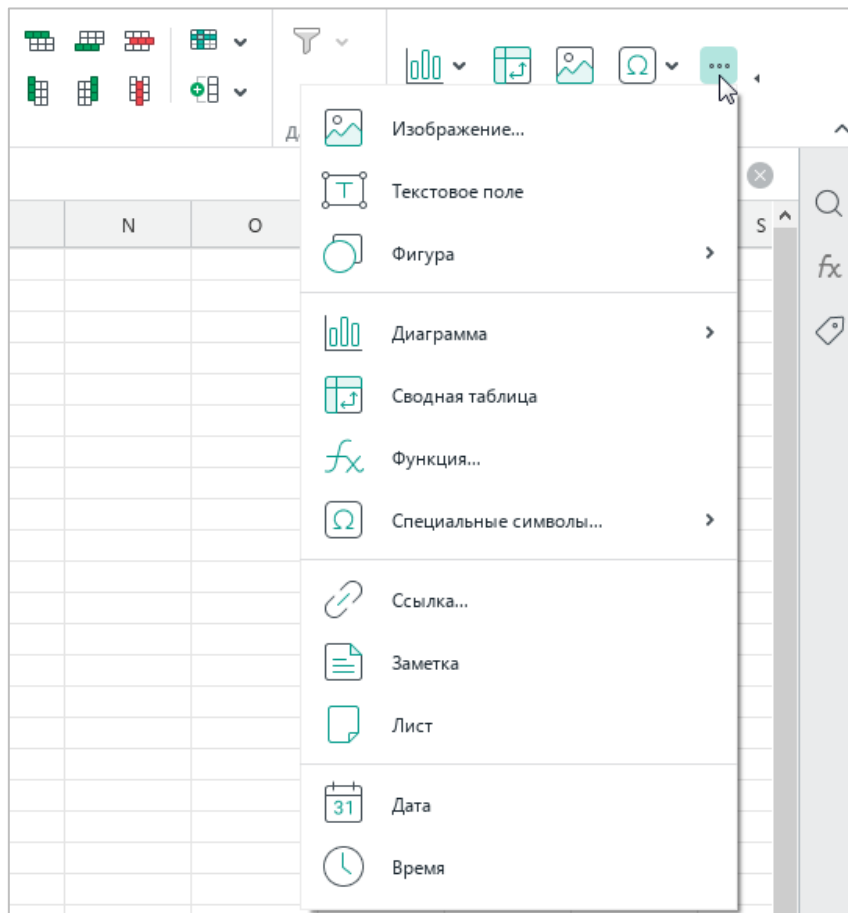 Изображение...
Текстовое поле
N
O
S
Фигура
Диаграмма
Сводная таблица
Функция...
Специальные символы...
Ссылка...
Заметка
Лист
31
Дата
Время